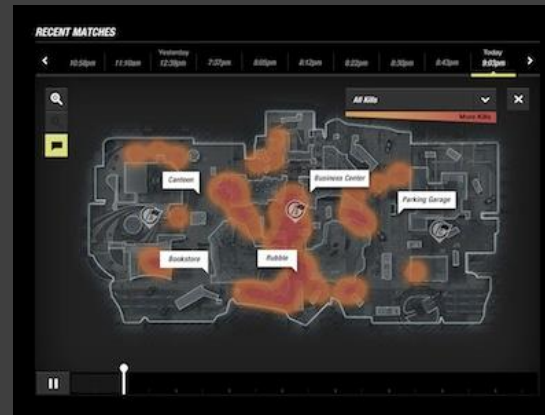 RECENT MATCHES
Yesterday
Today
10:58pm 11:10am 12:39pm 7:37pm 8:05pm 8:12pm 8:22pm 8:30pm 8:43pm 9:03pm
All Kills
More Kills
Canteen
Business Center
Parking Garage
Bookstore
Rubble